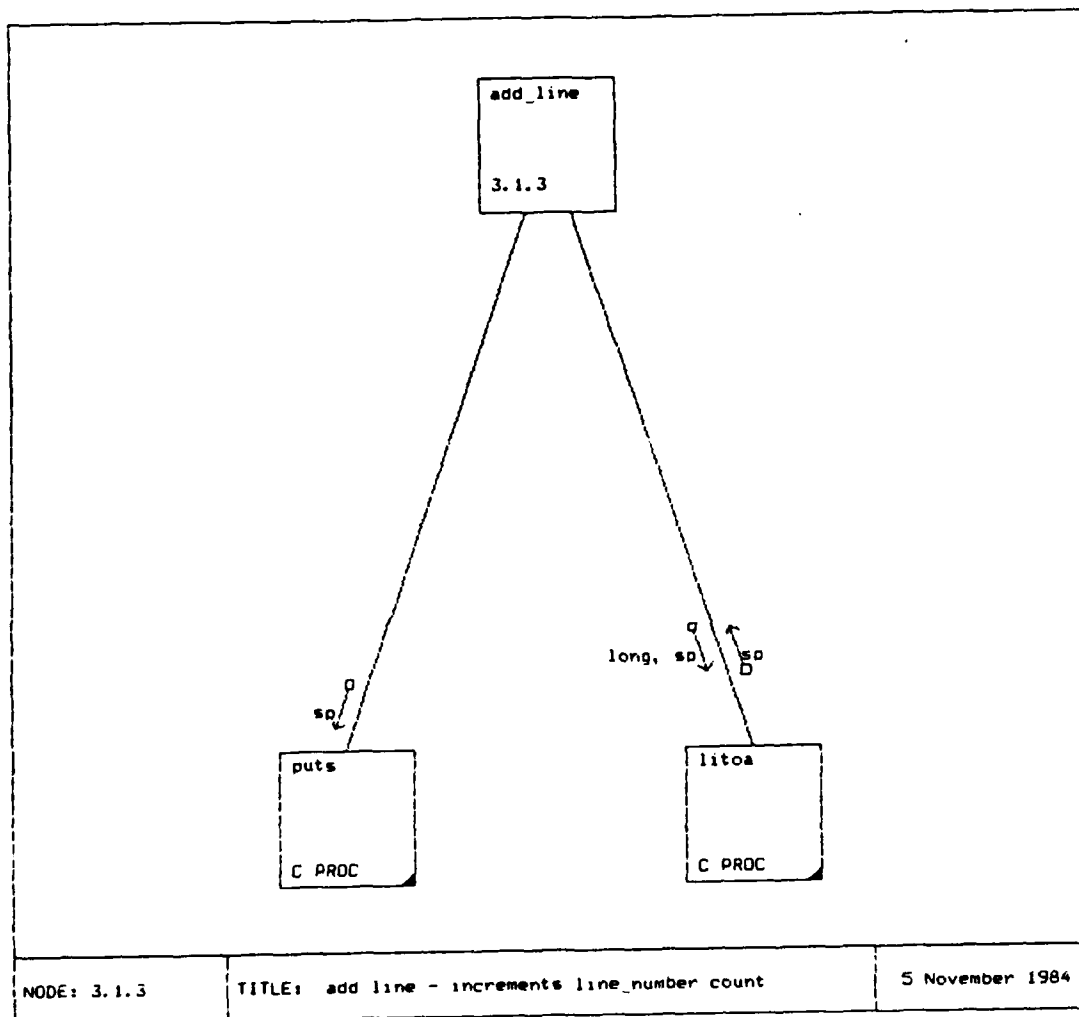 add_line
3.1.3
long, sp
sp
sp
puts
C PROC
litoa
C PROC
NODE: 3.1.3
TITLE: add line - increments line_number count
5 November 1984